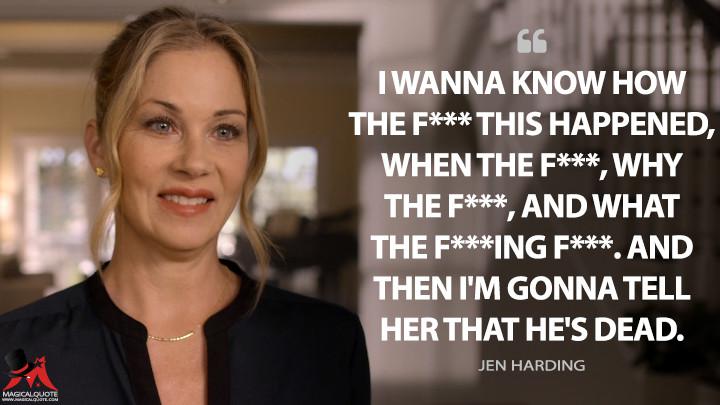 I WANNA KNOW HOW
THE F*** THIS HAPPENED,
WHEN THE F***, WHY
THE F***, AND WHAT
THE F***ING F***. AND
THEN I'M GONNA TELL
HER THAT HE'S DEAD.
JEN HARDING
MAGICALQUOTE
WWW.MAGICALQUOTE.COM